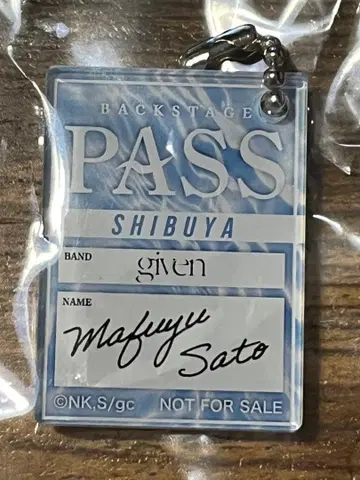 BACKSTAGE
PASS
SHIBUYA
BAND
given
NAME
Mafuyu
Sato
©NK,S/gc NOT FOR SALE